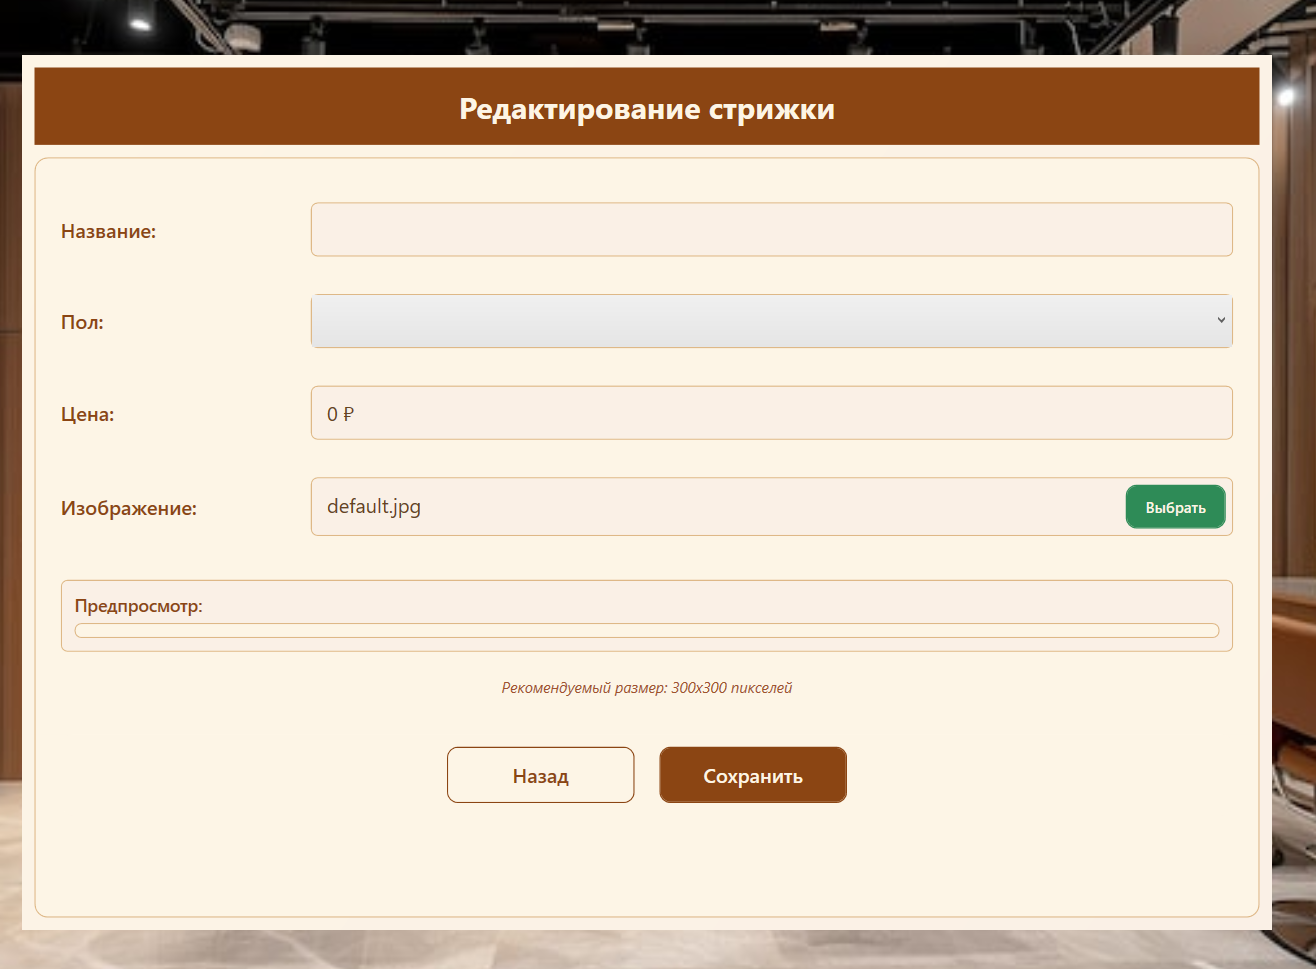 Редактирование стрижки
Название:
Пол:
Цена:
0 ₽
Изображение:
default.jpg
Выбрать
Предпросмотр:
Рекомендуемый размер: 300x300 пикселей
Назад
Сохранить